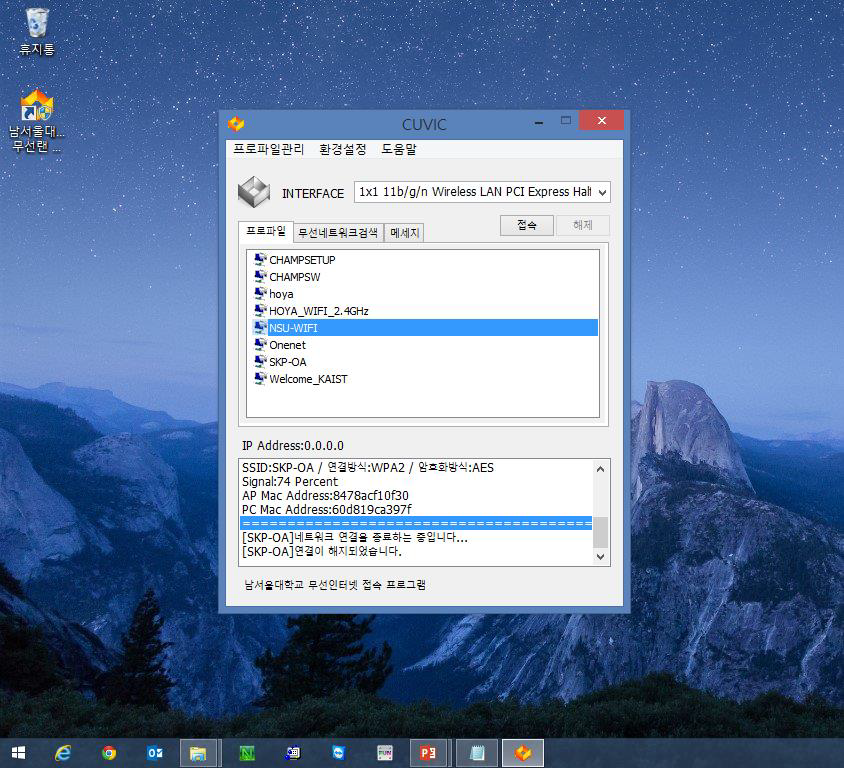 휴지통
남서울대...
무선랜 ...
CUVIC
프로파일관리 환경설정 도움말
INTERFACE 1x1 11b/g/n Wireless LAN PCI Express Half
접속 해제
프로파일 무선네트워크검색 메세지
CHAMPSETUP
CHAMPSW
hoya
HOYA_WIFI_2.4GHz
NSU-WIFI
Onenet
SKP-OA
Welcome_KAIST
IP Address:0.0.0.0
SSID:SKP-OA / 연결방식:WPA2 / 암호화방식:AES
Signal:74 Percent
AP Mac Address:8478acf10f30
PC Mac Address:60d819ca397f
======================================
[SKP-OA]네트워크 연결을 종료하는 중입니다...
[SKP-OA]연결이 해지되었습니다.
남서울대학교 무선인터넷 접속 프로그램